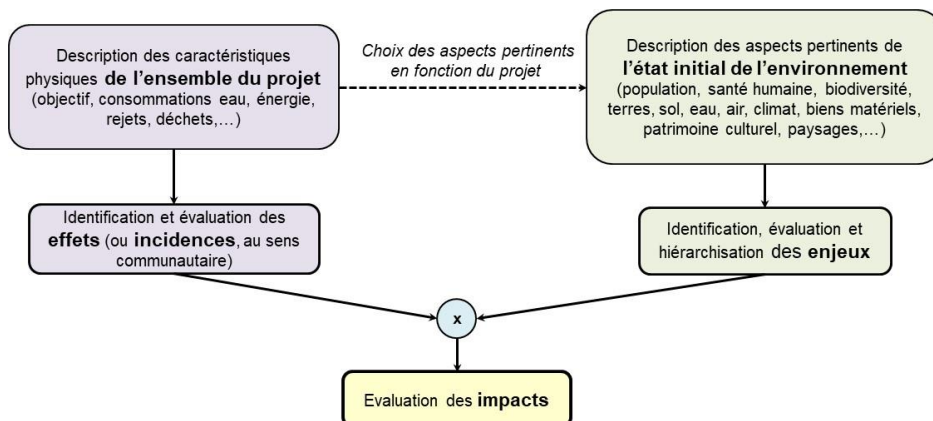 Description des caractéristiques
physiques de l'ensemble du projet
(objectif, consommations eau, énergie,
rejets, déchets,…)
Choix des aspects pertinents
en fonction du projet
Description des aspects pertinents de
l'état initial de l'environnement
(population, santé humaine, biodiversité,
terres, sol, eau, air, climat, biens matériels,
patrimoine culturel, paysages,…)
Identification et évaluation des
effets (ou incidences, au sens
communautaire)
Identification, évaluation et
hiérarchisation des enjeux
x
Evaluation des impacts